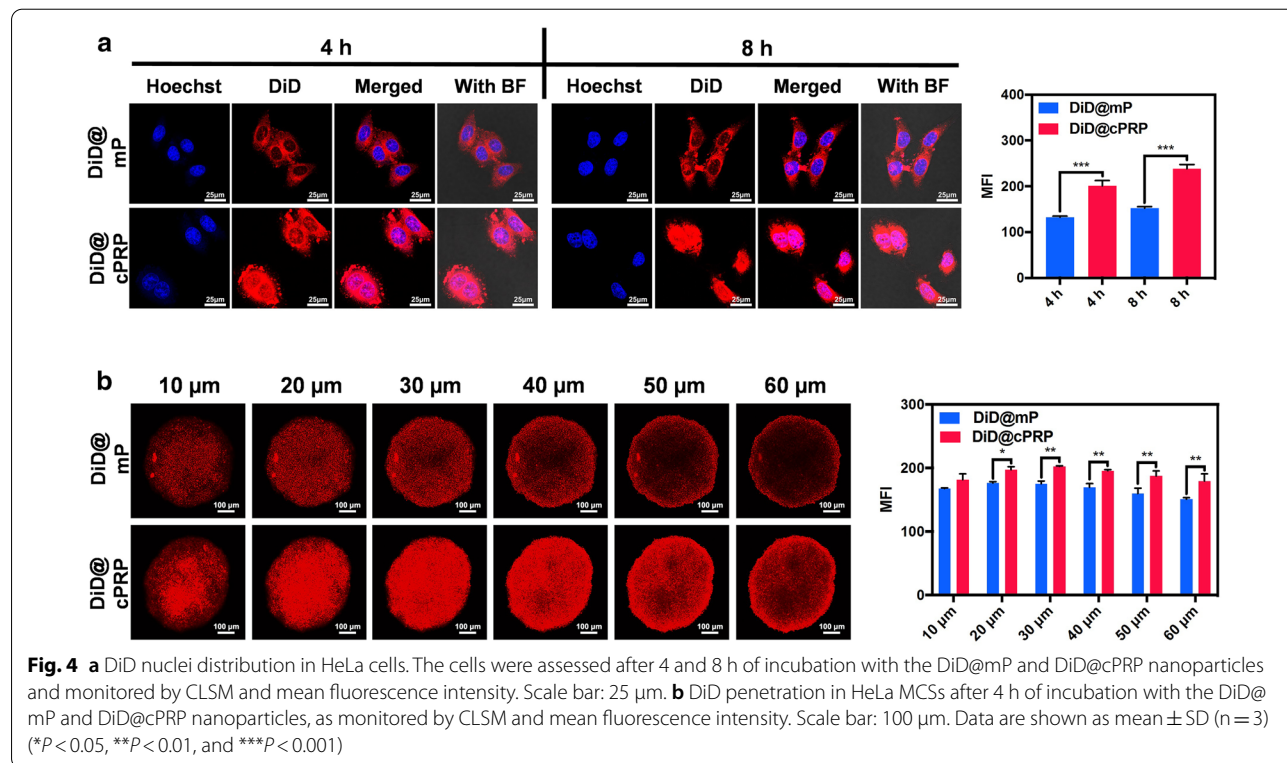 a
4 h 8 h
Hoechst DiD Merged With BF Hoechst DiD Merged With BF
DiD@
mP
25μm 25μm 25μm 25μm 25μm 25μm 25μm 25μm
DiD@
cPRP
25μm 25μm 25μm 25μm 25μm 25μm 25μm 25μm
400
300
200
100
0
MFI
DiD@mP
DiD@cPRP
*** ***
4 h 4 h 8 h 8 h
b
10 μm 20 μm 30 μm 40 μm 50 μm 60 μm
DiD@
mP
100 μm 100 μm 100 μm 100 μm 100 μm 100 μm
DiD@
cPRP
100 μm 100 μm 100 μm 100 μm 100 μm 100 μm
300
200
100
0
MFI
DiD@mP
DiD@cPRP
* ** ** ** **
10 μm 20 μm 30 μm 40 μm 50 μm 60 μm
Fig. 4 a DiD nuclei distribution in HeLa cells. The cells were assessed after 4 and 8 h of incubation with the DiD@mP and DiD@cPRP nanoparticles
and monitored by CLSM and mean fluorescence intensity. Scale bar: 25 μm. b DiD penetration in HeLa MCSs after 4 h of incubation with the DiD@
mP and DiD@cPRP nanoparticles, as monitored by CLSM and mean fluorescence intensity. Scale bar: 100 μm. Data are shown as mean ± SD (n = 3)
(*P < 0.05, **P < 0.01, and ***P < 0.001)